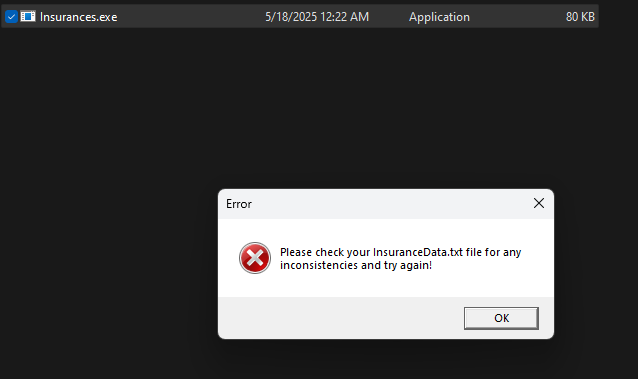 Insurances.exe 5/18/2025 12:22 AM Application 80 KB
Error
Please check your InsuranceData.txt file for any
inconsistencies and try again!
OK